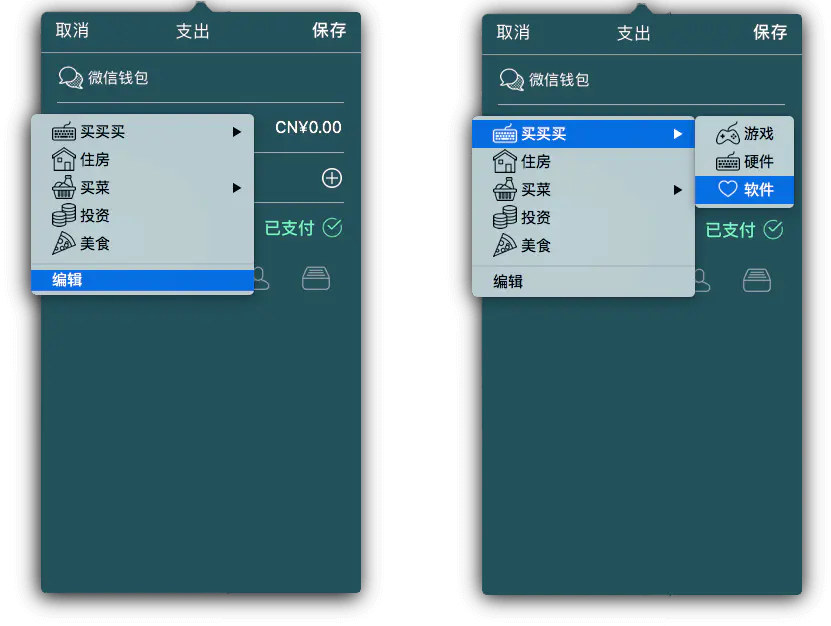 取消 支出 保存
微信钱包
买买买
CN¥0.00
住房
买菜
投资
已支付
美食
编辑
取消 支出 保存
微信钱包
买买买
游戏
住房
硬件
买菜
软件
投资
已支付
美食
编辑